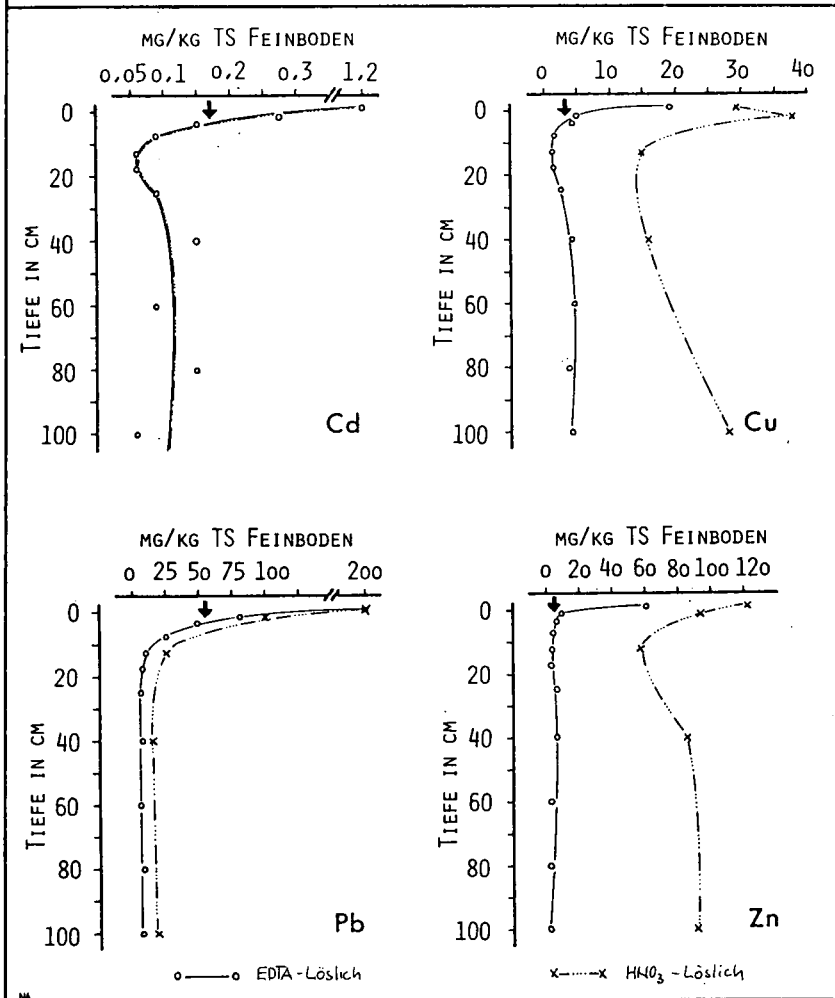 MG/KG TS FEINBODEN
0,05 0,1 0,2 0,3 1,2
0
20
40
60
80
100
TIEFE IN CM
Cd
MG/KG TS FEINBODEN
0 10 20 30 40
0
20
40
60
80
100
TIEFE IN CM
Cu
MG/KG TS FEINBODEN
0 25 50 75 100 200
0
20
40
60
80
100
TIEFE IN CM
Pb
MG/KG TS FEINBODEN
0 20 60 80 100 120
0
20
40
60
80
100
TIEFE IN CM
Zn
EDTA-Löslich
HNO₃-Löslich